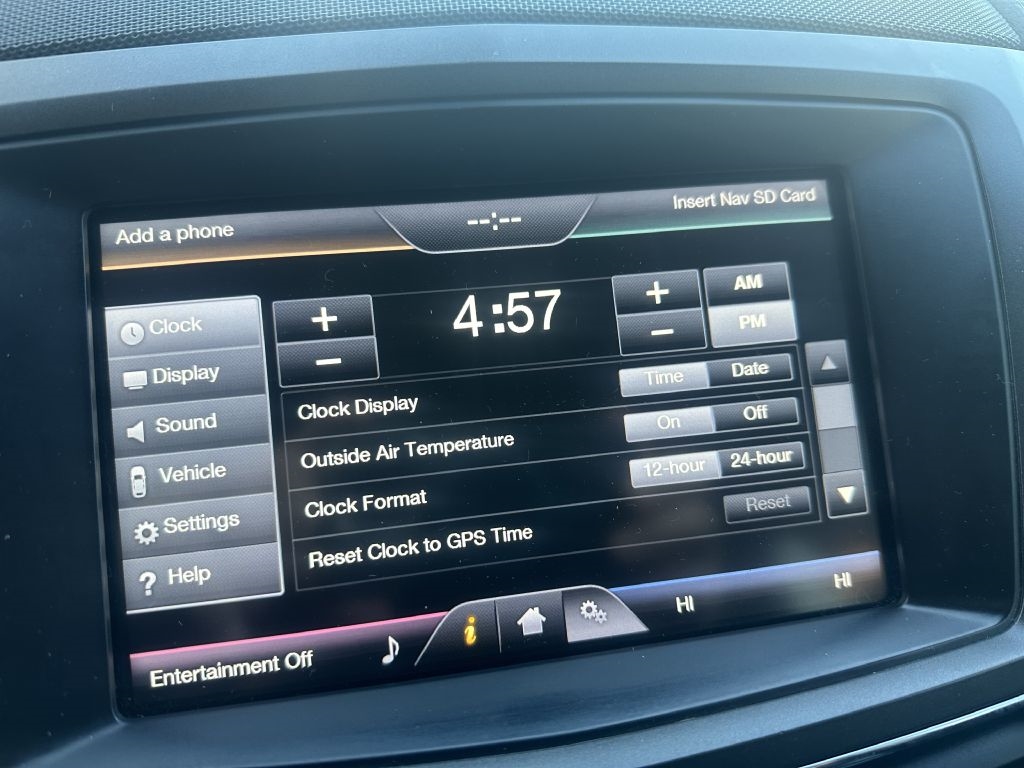 Add a phone
--:--
Insert Nav SD Card
Clock
+
4:57
+
AM
PM
−
−
Display
Clock Display
Time
Date
Sound
Outside Air Temperature
On
Off
Vehicle
Clock Format
12-hour
24-hour
Settings
Reset Clock to GPS Time
Reset
? Help
Entertainment Off
i
HI
HI